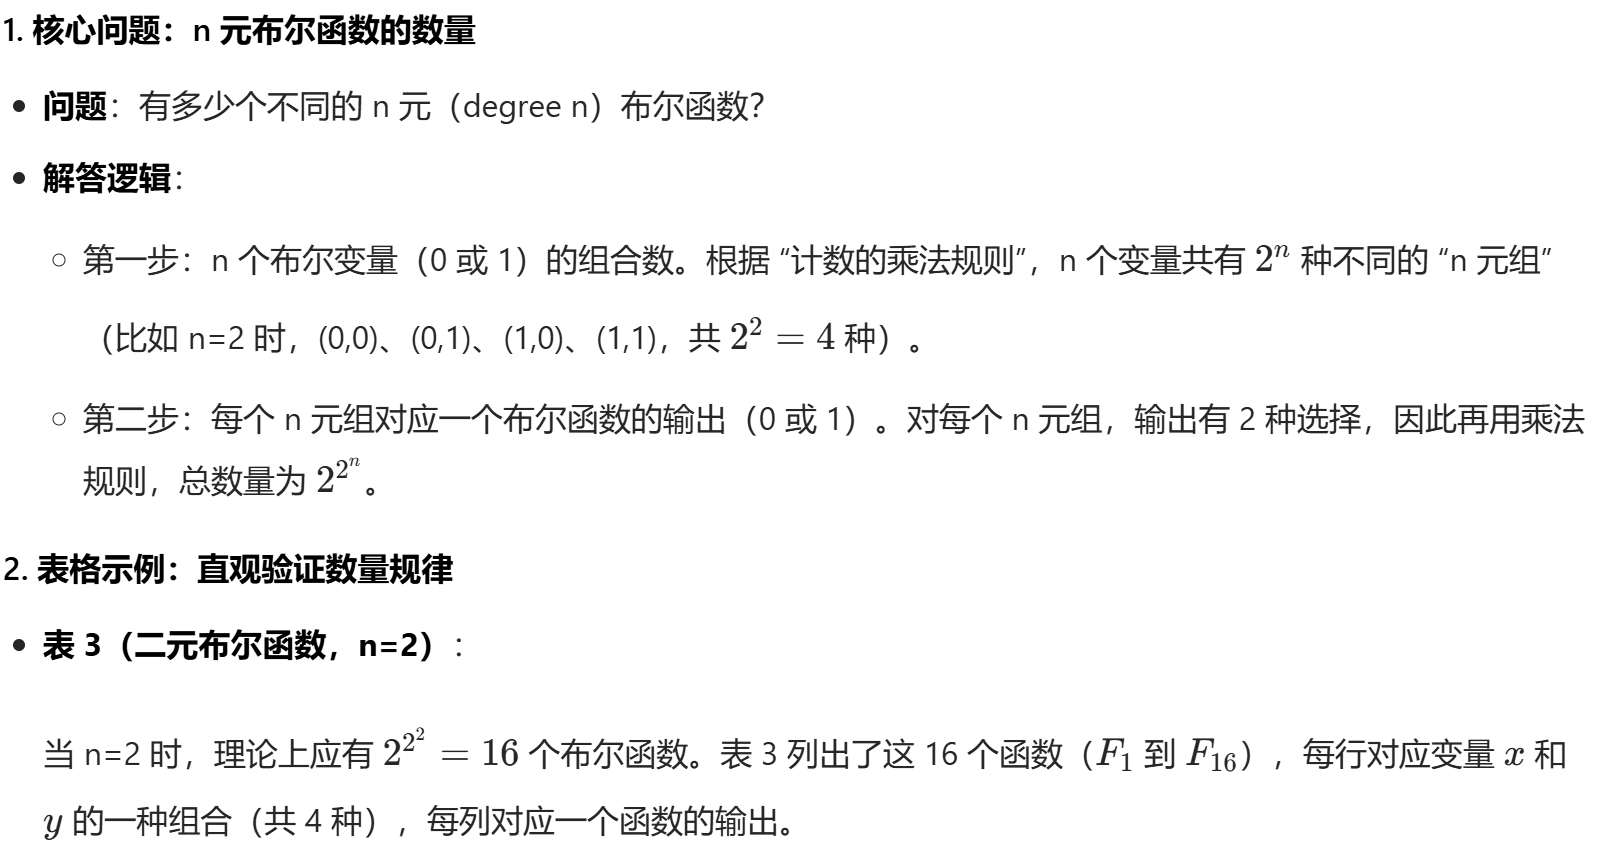 1. 核心问题：n 元布尔函数的数量
• 问题：有多少个不同的 n 元（degree n）布尔函数？
• 解答逻辑：
○ 第一步：n 个布尔变量（0 或 1）的组合数。根据 “计数的乘法规则”，n 个变量共有 $2^n$ 种不同的 “n 元组”
（比如 n=2 时，(0,0)、(0,1)、(1,0)、(1,1)，共 $2^2 = 4$ 种）。
○ 第二步：每个 n 元组对应一个布尔函数的输出（0 或 1）。对每个 n 元组，输出有 2 种选择，因此再用乘法
规则，总数量为 $2^{2^n}$。
2. 表格示例：直观验证数量规律
• 表 3（二元布尔函数，n=2）：
当 n=2 时，理论上应有 $2^{2^2} = 16$ 个布尔函数。表 3 列出了这 16 个函数（$F_1$ 到 $F_{16}$），每行对应变量 $x$ 和
$y$ 的一种组合（共 4 种），每列对应一个函数的输出。